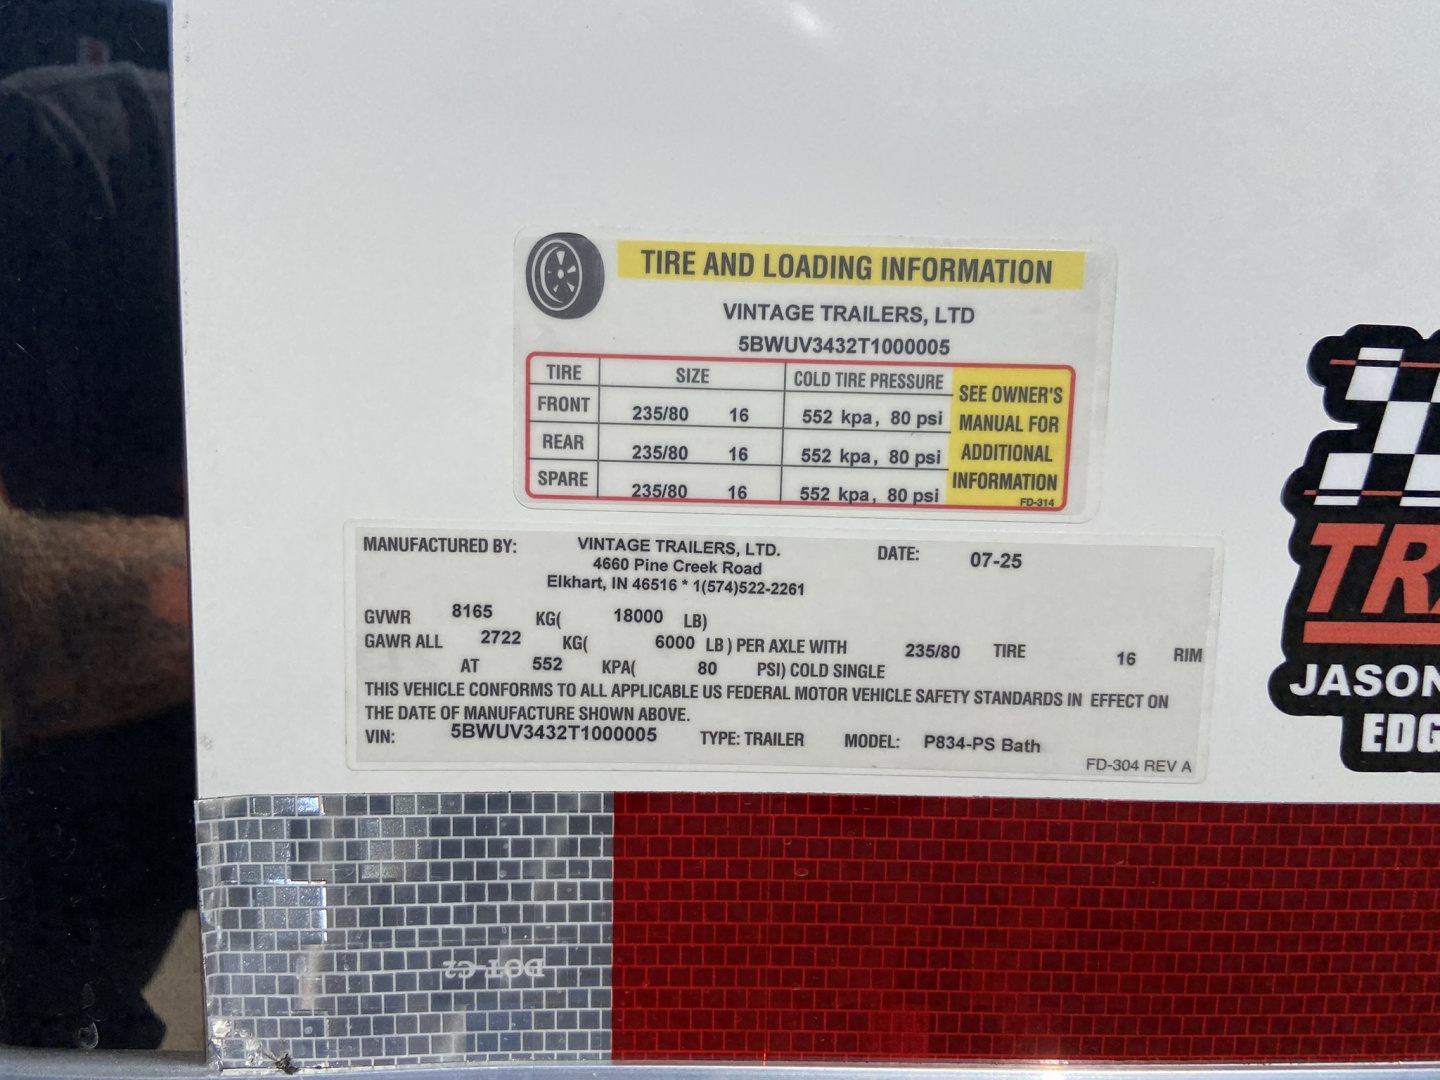 TIRE AND LOADING INFORMATION
VINTAGE TRAILERS, LTD
5BWUV3432T1000005
TIRE SIZE COLD TIRE PRESSURE
FRONT 235/80 16 552 kpa, 80 psi
REAR 235/80 16 552 kpa, 80 psi
SPARE 235/80 16 552 kpa, 80 psi
SEE OWNER'S
MANUAL FOR
ADDITIONAL
INFORMATION
FD-314
MANUFACTURED BY: VINTAGE TRAILERS, LTD. DATE: 07-25
4660 Pine Creek Road
Elkhart, IN 46516 * 1(574)522-2261
GVWR 8165 KG( 18000 LB)
GAWR ALL 2722 KG( 6000 LB ) PER AXLE WITH 235/80 TIRE 16 RIM
AT 552 KPA( 80 PSI) COLD SINGLE
THIS VEHICLE CONFORMS TO ALL APPLICABLE US FEDERAL MOTOR VEHICLE SAFETY STANDARDS IN EFFECT ON
THE DATE OF MANUFACTURE SHOWN ABOVE.
VIN: 5BWUV3432T1000005 TYPE: TRAILER MODEL: P834-PS Bath
FD-304 REV A
JASON
DOT-C2